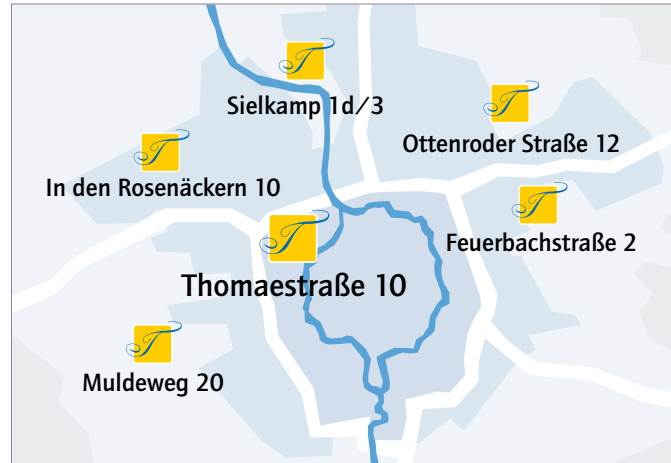 Sielkamp 1d/3
Ottenroder Straße 12
In den Rosenäckern 10
Feuerbachstraße 2
Thomaestraße 10
Muldeweg 20